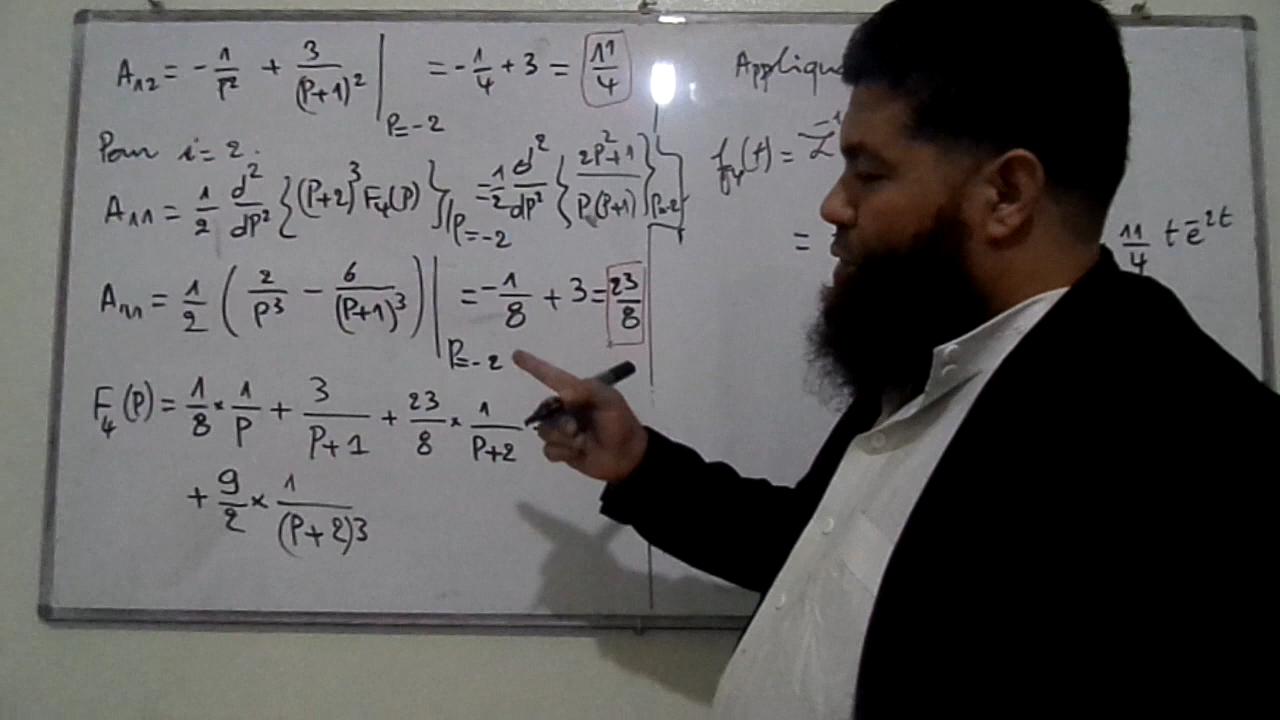 A₁₂ = - 1/P² + 3/(P+1)² |P=-2 = - 1/4 + 3 = 11/4
Pour i=2.
A₁₁ = 1/2 d²/dP² {(P+2)³ F₄(P)}|P=-2 = 1/2 d²/dP² {2P²+1/P(P+1)}P=-2}
A₁₁ = 1/2 (2/P³ - 6/(P+1)³)|P=-2 = - 1/8 + 3 = 23/8
F₄(P) = 1/8 × 1/P + 3/P+1 + 23/8 × 1/P+2
+ 9/2 × 1/(P+2)3
f₄(t) = L⁻¹
=
11/4 t e⁻²ᵗ